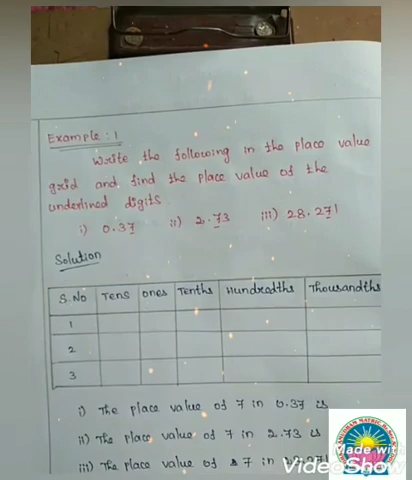 Example : 1
Write the following in the place value
grid and find the place value of the
underlined digits
i) 0.37 ii) 2.73 iii) 28.271
Solution
S.No Tens ones Tenths Hundredths Thousandths
1
2
3
i) The place value of 7 in 0.37 is
ii) The place value of 7 in 2.73 is
iii) The place value of 7 in 28.271
Made with
VideoShow